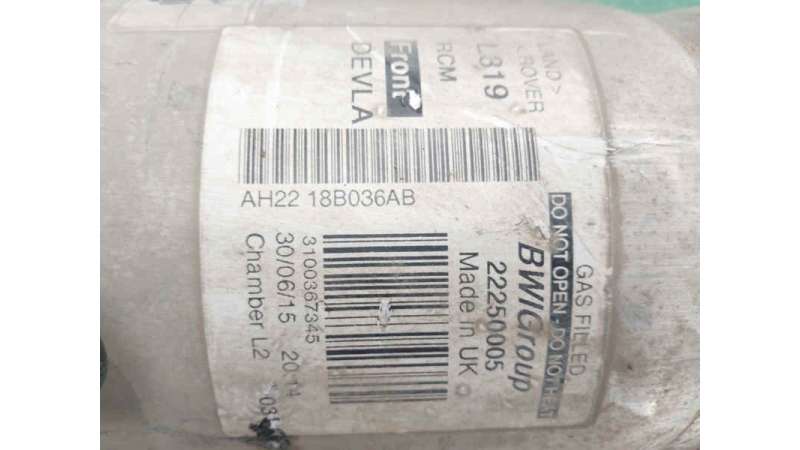 LAND>
ROVER
L319
RCM
Front
DEVLA
AH22 18B036AB
GAS FILLED
DO NOT OPEN - DO NOT HEAT
BWIGroup
22250005
Made in UK
3100367345
30/06/15
Chamber L2